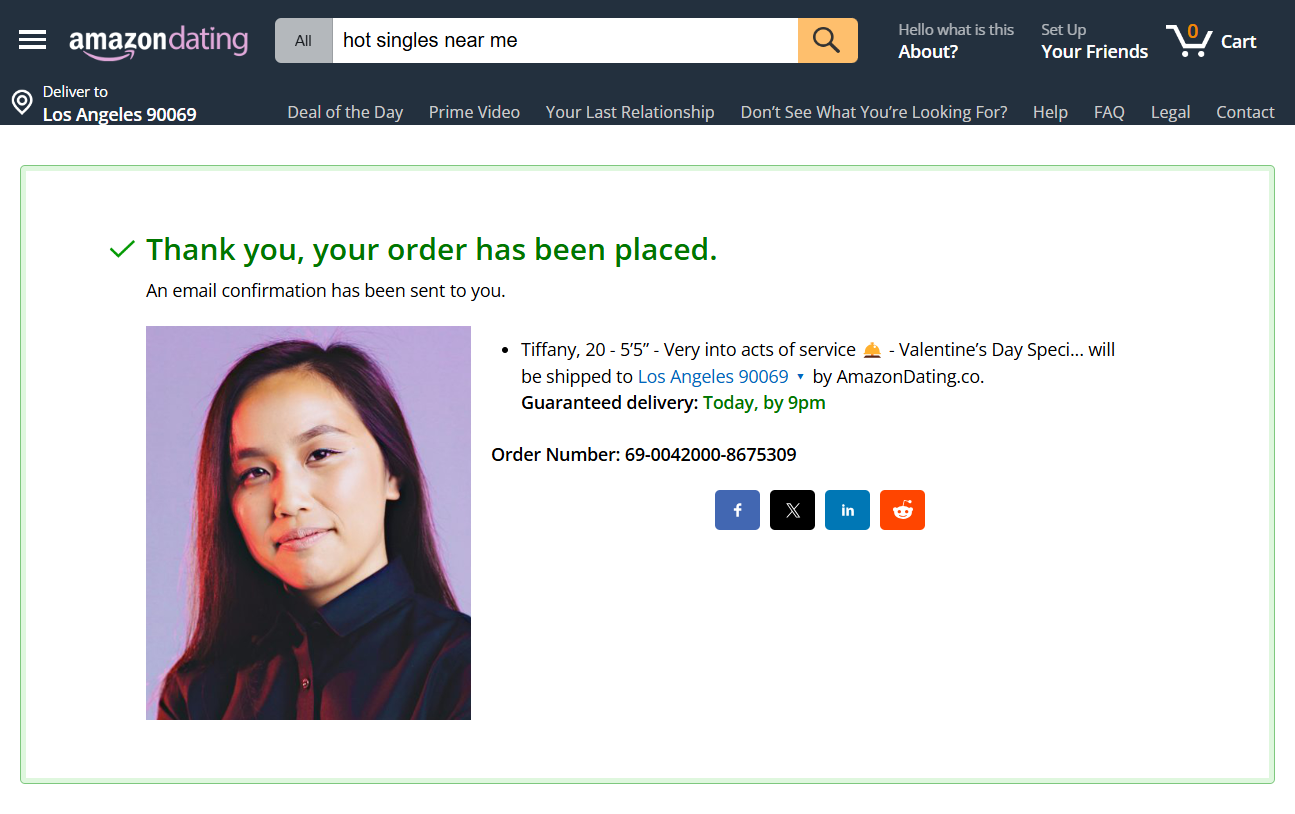 amazondating
All
hot singles near me
Hello what is this
About?
Set Up
Your Friends
0
Cart
Deliver to
Los Angeles 90069
Deal of the Day
Prime Video
Your Last Relationship
Don’t See What You’re Looking For?
Help
FAQ
Legal
Contact
Thank you, your order has been placed.
An email confirmation has been sent to you.
Tiffany, 20 - 5’5” - Very into acts of service 🛎️ - Valentine’s Day Speci... will
be shipped to Los Angeles 90069 ▾ by AmazonDating.co.
Guaranteed delivery: Today, by 9pm
Order Number: 69-0042000-8675309
f
X
in